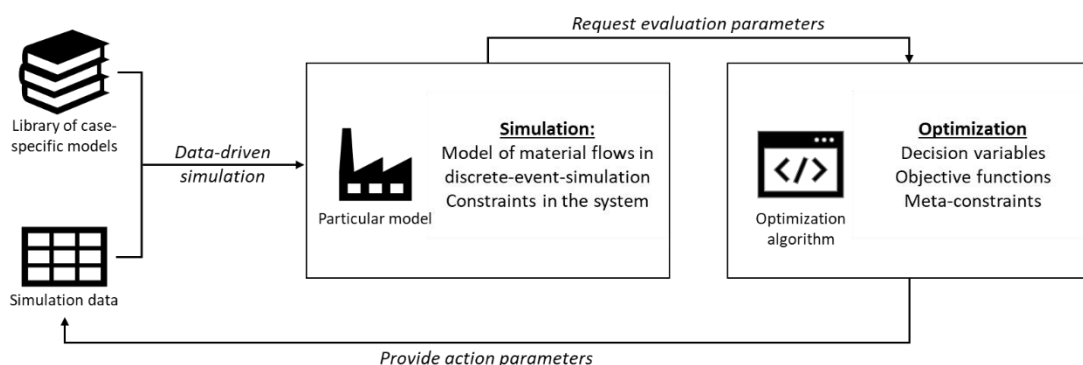 Request evaluation parameters
Library of case-
specific models
Data-driven
simulation
Simulation:
Model of material flows in
discrete-event-simulation
Constraints in the system
Particular model
</>
Optimization
Decision variables
Objective functions
Meta-constraints
Optimization
algorithm
Simulation data
Provide action parameters